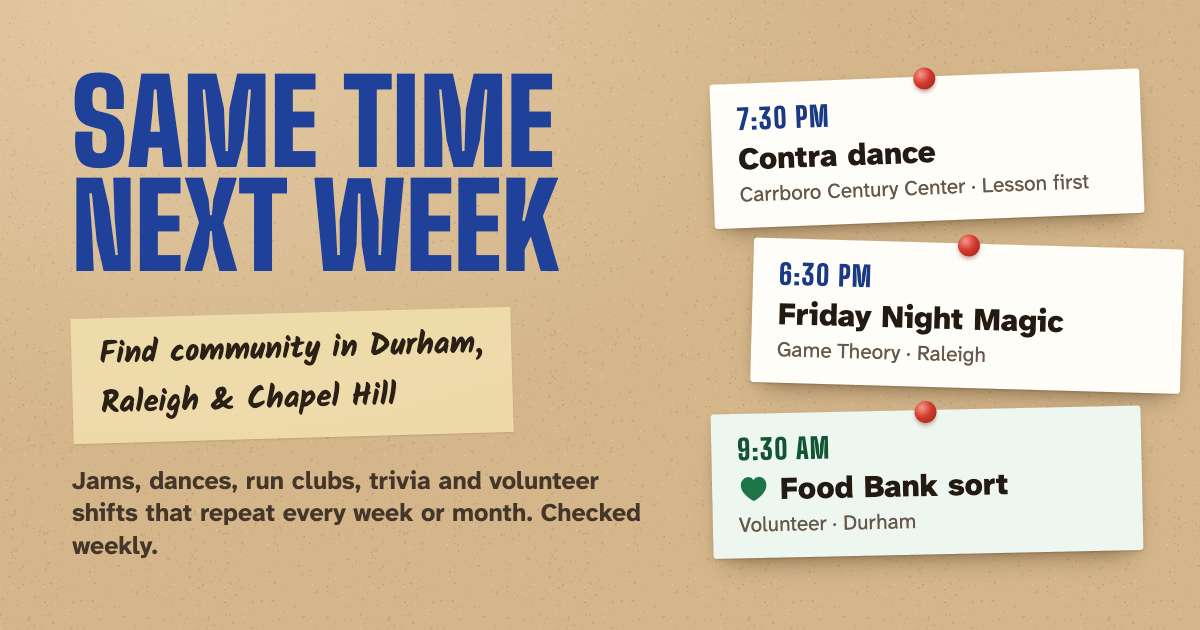 SAME TIME
NEXT WEEK
Find community in Durham,
Raleigh & Chapel Hill
Jams, dances, run clubs, trivia and volunteer
shifts that repeat every week or month. Checked
weekly.
7:30 PM
Contra dance
Carrboro Century Center · Lesson first
6:30 PM
Friday Night Magic
Game Theory · Raleigh
9:30 AM
Food Bank sort
Volunteer · Durham